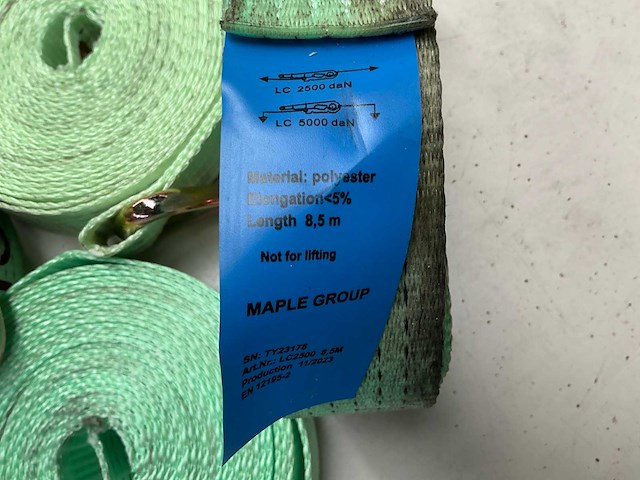 LC 2500 daN
LC 5000 daN
Material: polyester
Elongation<5%
Length 8,5 m
Not for lifting
MAPLE GROUP
SN: TY23178
Art.Nr.: LC2500 8,5M
Production 11/2023
EN 12195-2